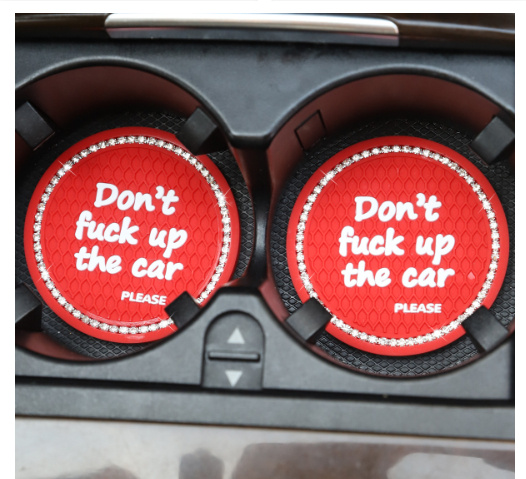 Don't
fuck up
the car
PLEASE
Don't
fuck up
the car
PLEASE